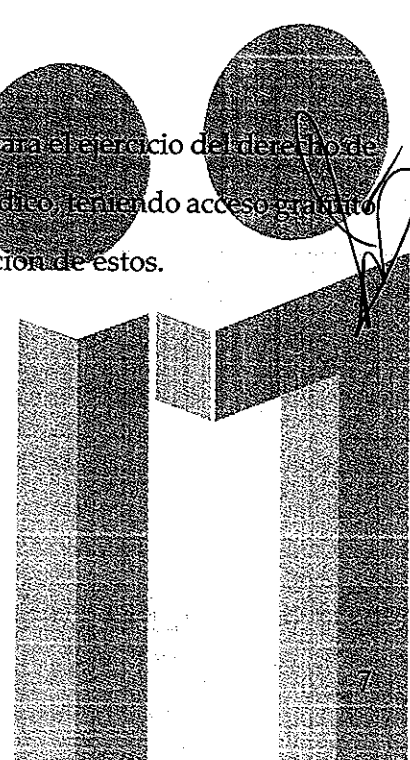 ara el ejercicio del derecho de
dico, teniendo acceso gratuito
ción de estos.
7